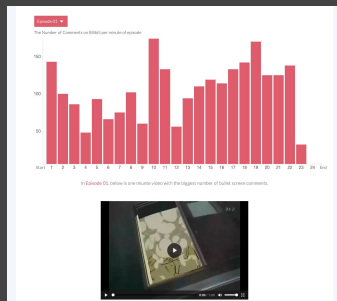 Episode 01 ▼
The Number of Comments on Bilibili per minute of episode
150
100
50
Start 1 2 3 4 5 6 7 8 9 10 11 12 13 14 15 16 17 18 19 20 21 22 23 24 End
In Episode 01, below is one minute video with the biggest number of bullet screen comments.